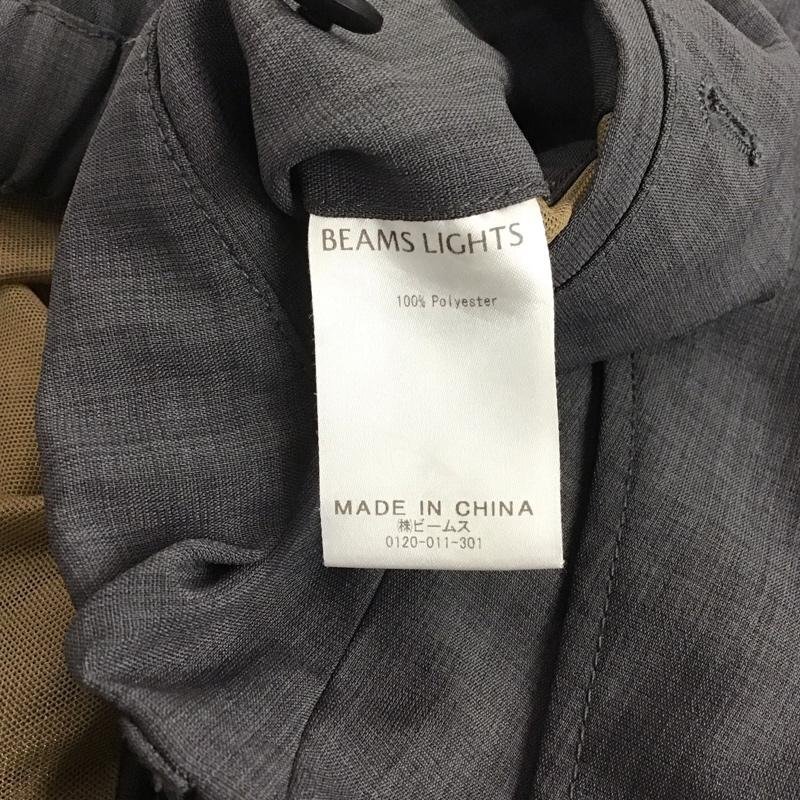 BEAMS LIGHTS
100% Polyester
MADE IN CHINA
㈱ビームス
0120-011-301